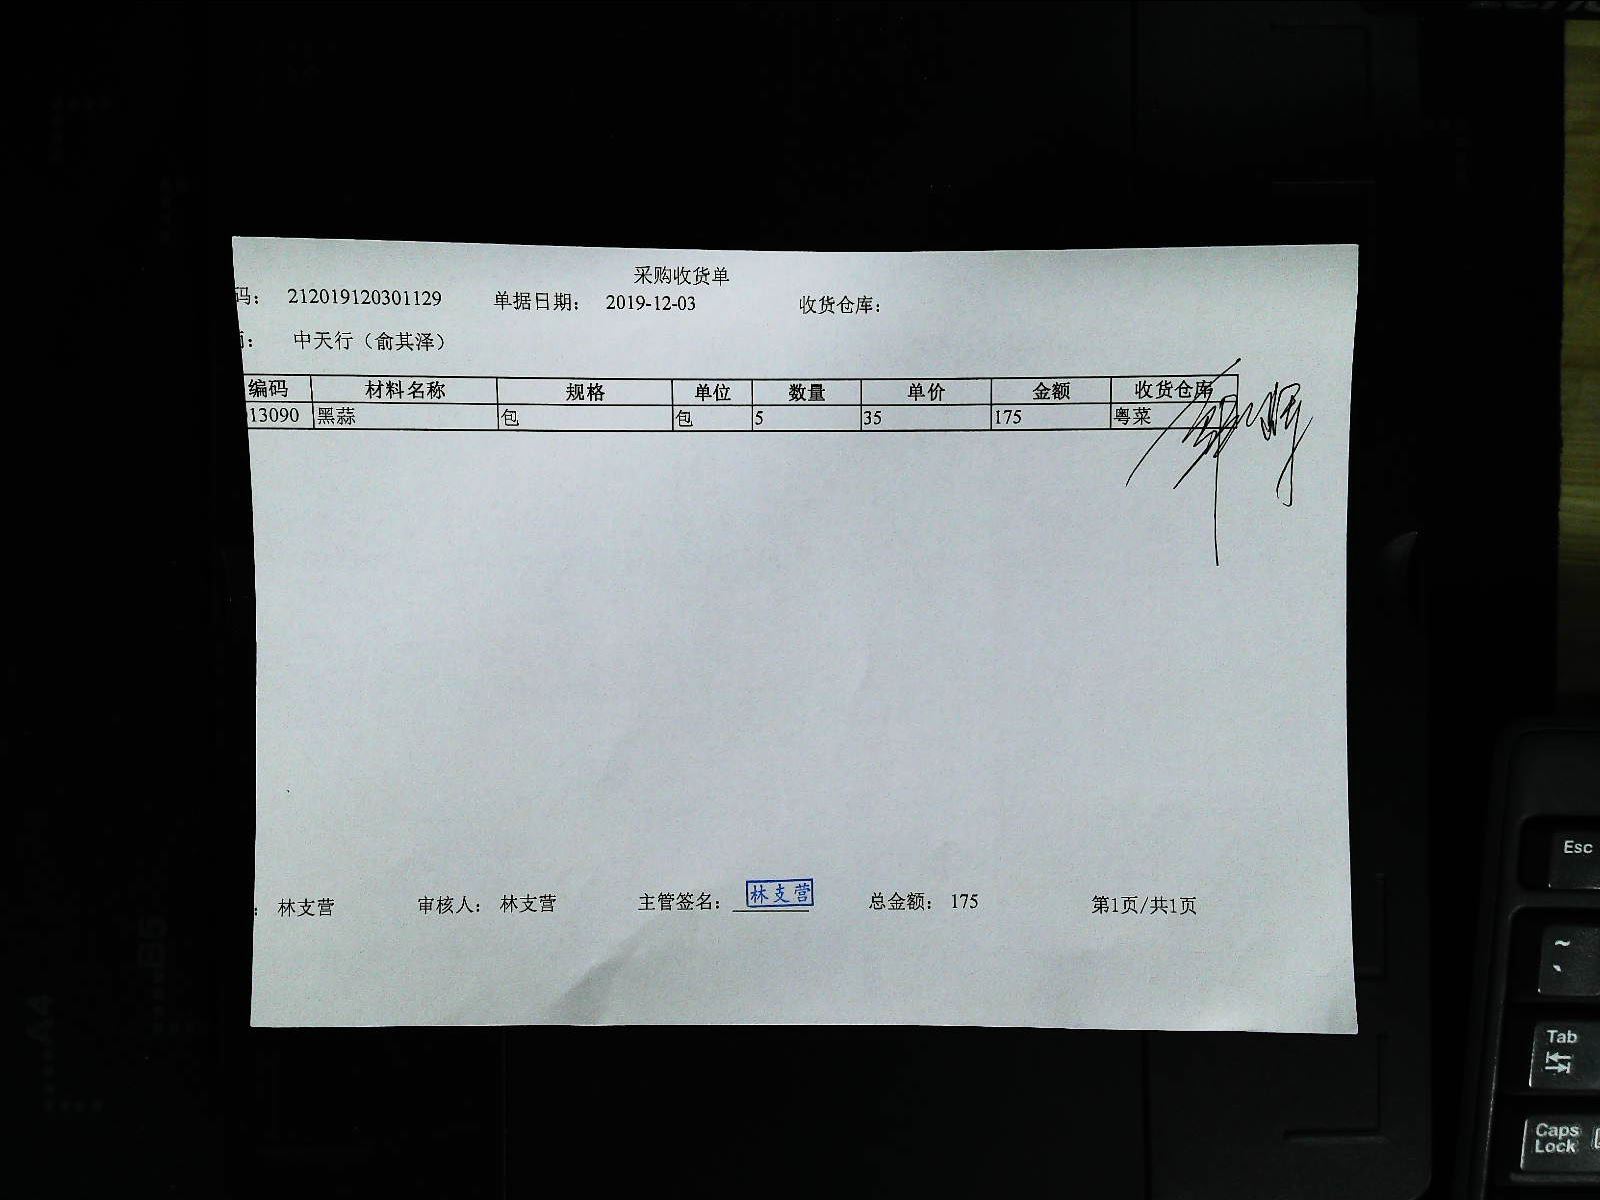 采购收货单
码： 212019120301129 单据日期： 2019-12-03 收货仓库：
： 中天行（俞其泽）
编码 材料名称 规格 单位 数量 单价 金额 收货仓库
13090 黑蒜 包 包 5 35 175 粤菜
： 林支营 审核人： 林支营 主管签名： 林支营 总金额： 175 第1页/共1页
Esc
~
Tab
Caps Lock